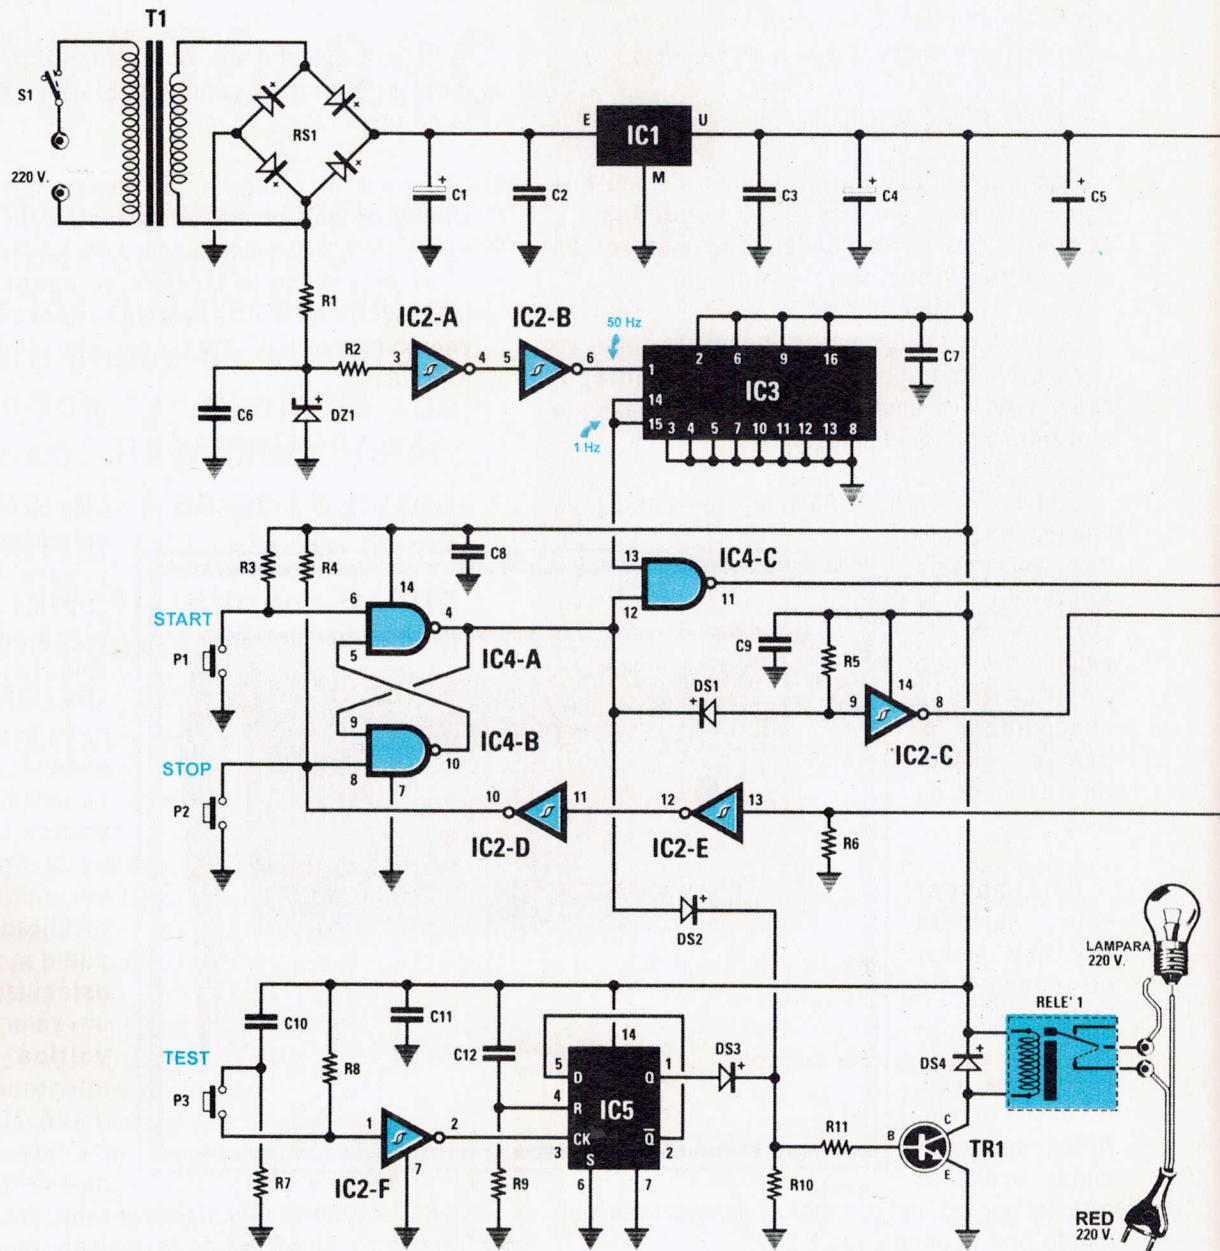 T1
S1
220 V.
RS1
E IC1 U
M
C1
C2
C3
C4
C5
R1
IC2-A
IC2-B
50 Hz
R2
3 4 5 6
C6
DZ1
1 Hz
2 6 9 16
1
14
15
IC3
3 4 5 7 10 11 12 13 8
C7
R3
R4
C8
14
6
4
5
IC4-A
START
P1
13
12
11
IC4-C
C9
R5
DS1
14
9
8
IC2-C
9
8
10
7
IC4-B
STOP
P2
10
11
IC2-D
12
13
IC2-E
R6
DS2
LAMPARA
220 V.
RELE' 1
C10
C11
C12
TEST
P3
R8
R7
1
2
7
IC2-F
R9
14
5 D
4 R
CK
3
S
6
7
Q 1
Q̅
2
IC5
DS3
R11
R10
B
C
E
TR1
DS4
RED
220 V.